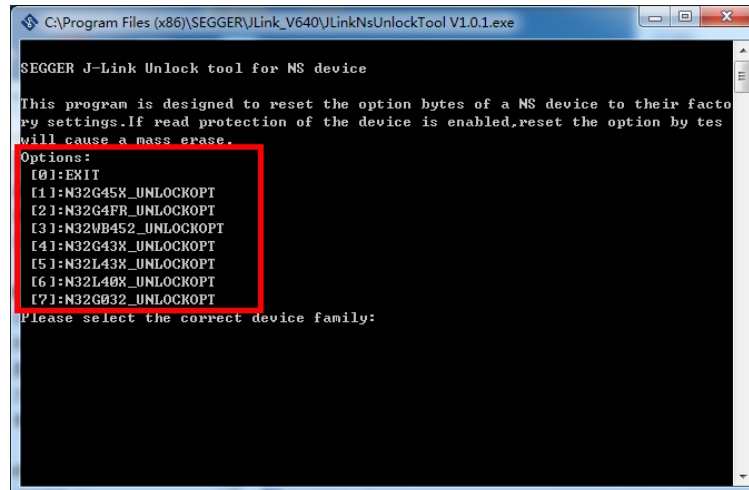 C:\Program Files (x86)\SEGGER\JLink_V640\JLinkNsUnlockTool V1.0.1.exe
SEGGER J-Link Unlock tool for NS device
This program is designed to reset the option bytes of a NS device to their facto
ry settings.If read protection of the device is enabled,reset the option by tes
will cause a mass erase.
Options:
[0]:EXIT
[1]:N32G45X_UNLOCKOPT
[2]:N32G4FR_UNLOCKOPT
[3]:N32WB452_UNLOCKOPT
[4]:N32G43X_UNLOCKOPT
[5]:N32L43X_UNLOCKOPT
[6]:N32L40X_UNLOCKOPT
[7]:N32G032_UNLOCKOPT
Please select the correct device family: